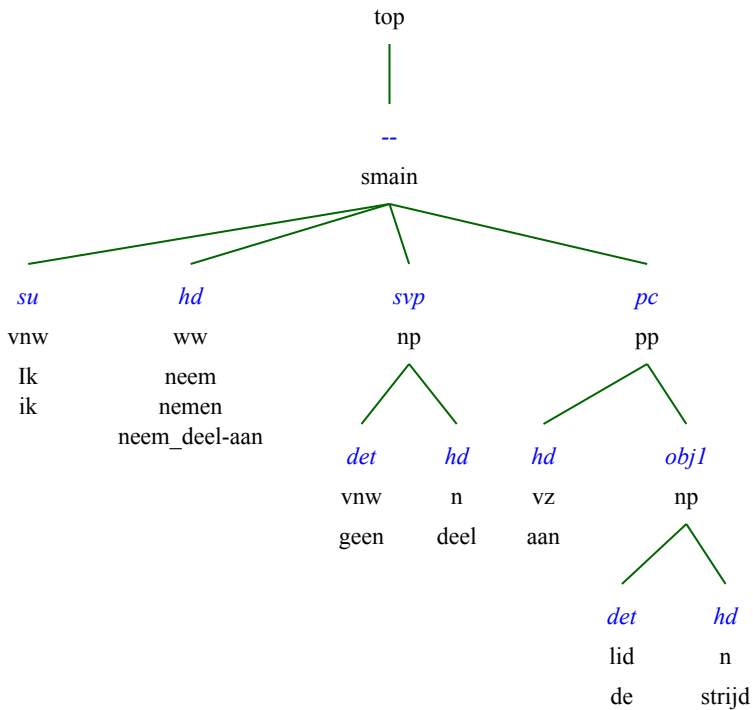 top
--
smain
su hd svp pc
vnw ww np pp
Ik neem
ik nemen
neem_deel-aan
det hd hd obj1
vnw n vz np
geen deel aan
det hd
lid n
de strijd